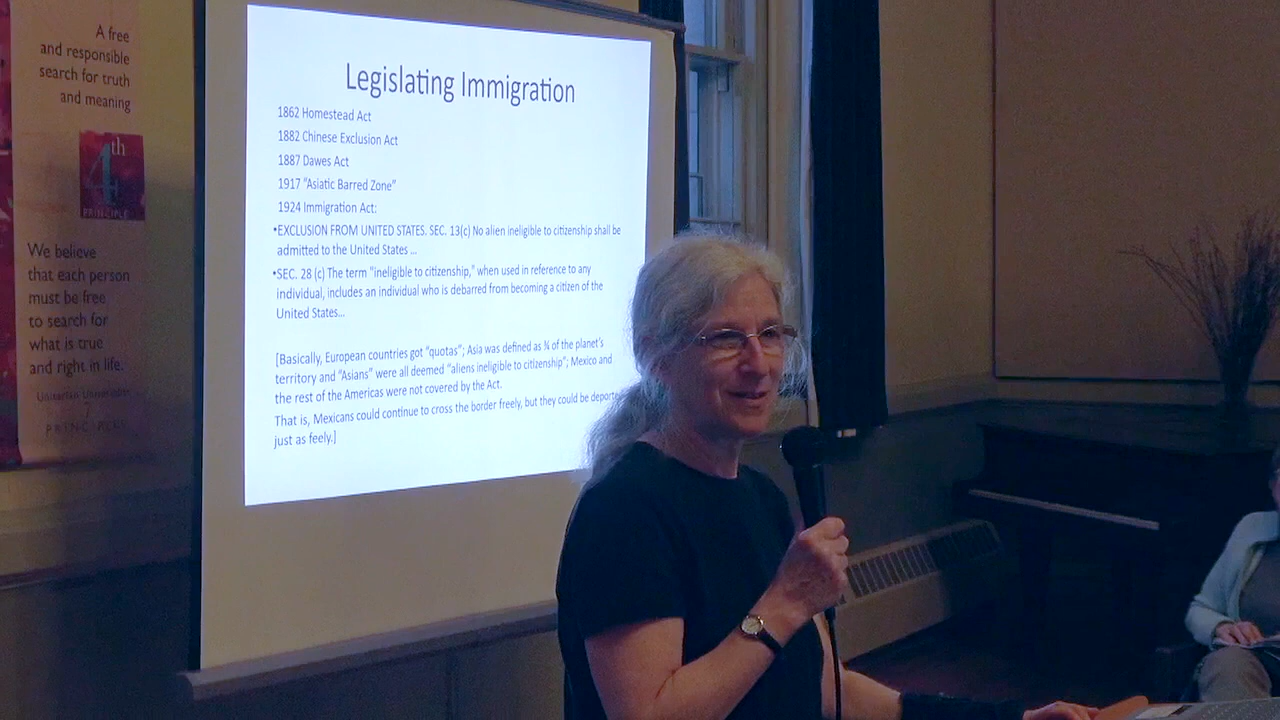 A free
and responsible
search for truth
and meaning
4th
PRINCIPLE
We believe
that each person
must be free
to search for
what is true
and right in life.
Unitarian Universalist
7
PRINCIPLES
Legislating Immigration
1862 Homestead Act
1882 Chinese Exclusion Act
1887 Dawes Act
1917 "Asiatic Barred Zone"
1924 Immigration Act:
•EXCLUSION FROM UNITED STATES. SEC. 13(c) No alien ineligible to citizenship shall be
admitted to the United States ...
•SEC. 28 (c) The term "ineligible to citizenship," when used in reference to any
individual, includes an individual who is debarred from becoming a citizen of the
United States...
[Basically, European countries got "quotas"; Asia was defined as ¾ of the planet's
territory and "Asians" were all deemed "aliens ineligible to citizenship"; Mexico and
the rest of the Americas were not covered by the Act.
That is, Mexicans could continue to cross the border freely, but they could be deporte
just as feely.]